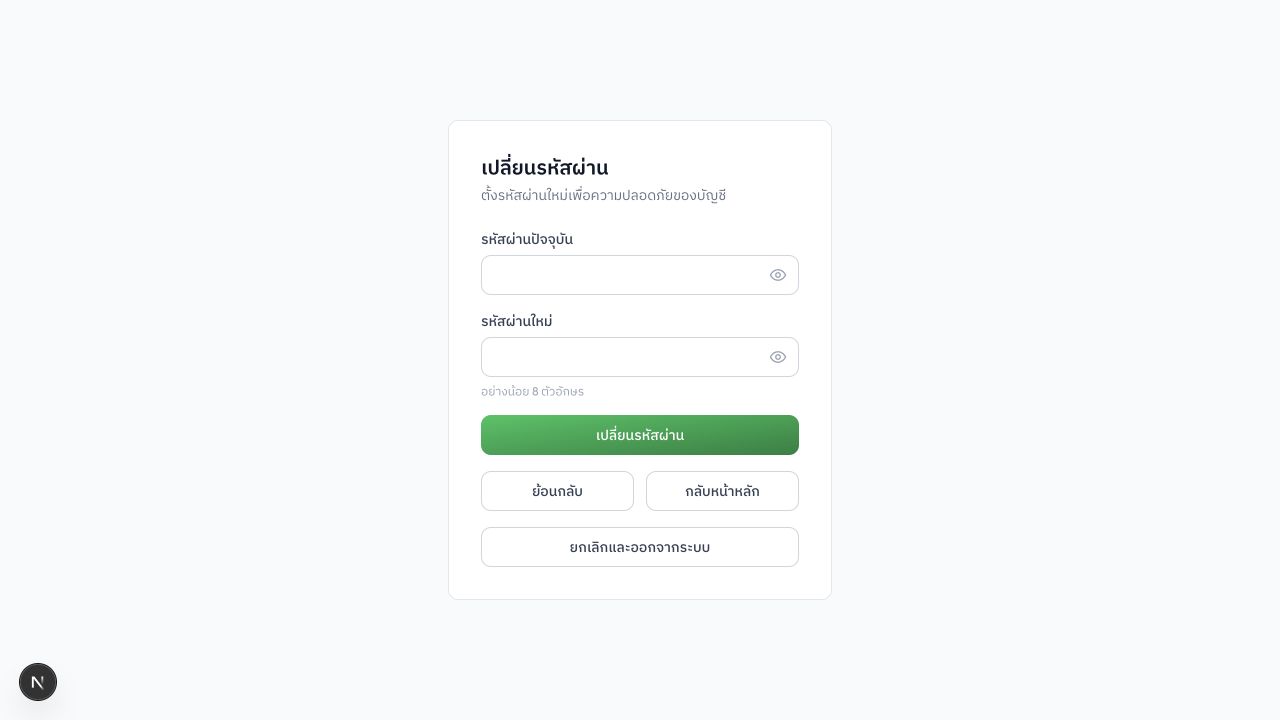 เปลี่ยนรหัสผ่าน
ตั้งรหัสผ่านใหม่เพื่อความปลอดภัยของบัญชี
รหัสผ่านปัจจุบัน
รหัสผ่านใหม่
อย่างน้อย 8 ตัวอักษร
เปลี่ยนรหัสผ่าน
ย้อนกลับ
กลับหน้าหลัก
ยกเลิกและออกจากระบบ
N